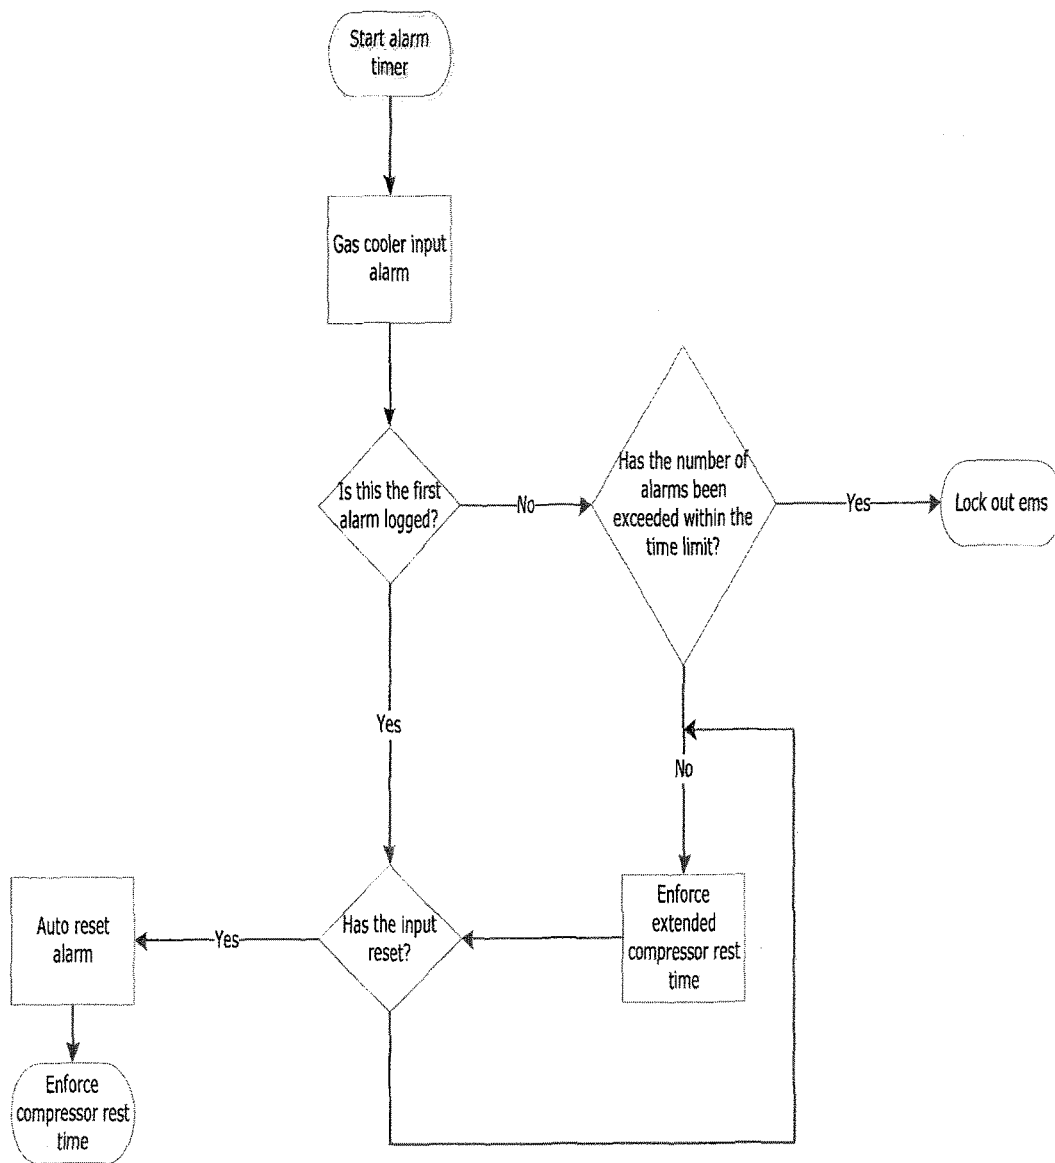 Start alarm
timer
Gas cooler input
alarm
Is this the first
alarm logged?
No
Has the number of
alarms been
exceeded within the
time limit?
Yes
Lock out ems
Yes
No
Enforce
extended
compressor rest
time
Has the input
reset?
Yes
Auto reset
alarm
Enforce
compressor rest
time